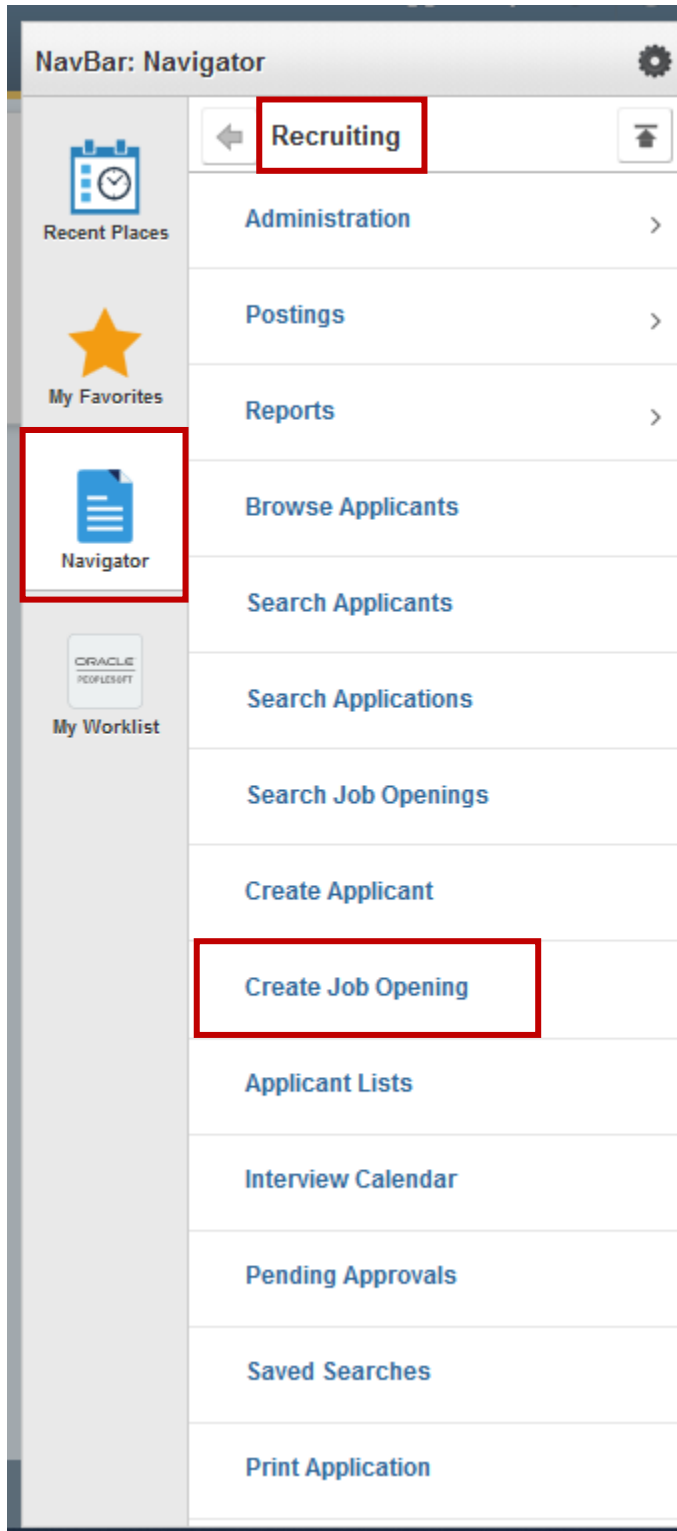 NavBar: Navigator
Recruiting
Recent Places
Administration
Postings
My Favorites
Reports
Browse Applicants
Navigator
Search Applicants
ORACLE
PEOPLESOFT
My Worklist
Search Applications
Search Job Openings
Create Applicant
Create Job Opening
Applicant Lists
Interview Calendar
Pending Approvals
Saved Searches
Print Application